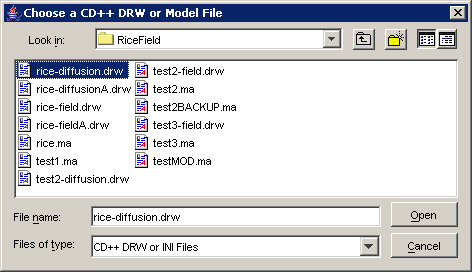 Choose a CD++ DRW or Model File
Look in: RiceField
rice-diffusion.drw
rice-diffusionA.drw
rice-field.drw
rice-fieldA.drw
rice.ma
test1.ma
test2-diffusion.drw
test2-field.drw
test2.ma
test2BACKUP.ma
test3-field.drw
test3.ma
testMOD.ma
File name: rice-diffusion.drw Open
Files of type: CD++ DRW or INI Files Cancel